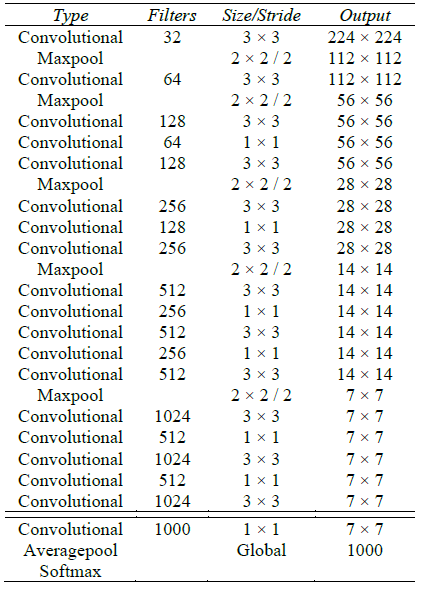 Type Filters Size/Stride Output
Convolutional 32 3 × 3 224 × 224
Maxpool 2 × 2 / 2 112 × 112
Convolutional 64 3 × 3 112 × 112
Maxpool 2 × 2 / 2 56 × 56
Convolutional 128 3 × 3 56 × 56
Convolutional 64 1 × 1 56 × 56
Convolutional 128 3 × 3 56 × 56
Maxpool 2 × 2 / 2 28 × 28
Convolutional 256 3 × 3 28 × 28
Convolutional 128 1 × 1 28 × 28
Convolutional 256 3 × 3 28 × 28
Maxpool 2 × 2 / 2 14 × 14
Convolutional 512 3 × 3 14 × 14
Convolutional 256 1 × 1 14 × 14
Convolutional 512 3 × 3 14 × 14
Convolutional 256 1 × 1 14 × 14
Convolutional 512 3 × 3 14 × 14
Maxpool 2 × 2 / 2 7 × 7
Convolutional 1024 3 × 3 7 × 7
Convolutional 512 1 × 1 7 × 7
Convolutional 1024 3 × 3 7 × 7
Convolutional 512 1 × 1 7 × 7
Convolutional 1024 3 × 3 7 × 7
Convolutional 1000 1 × 1 7 × 7
Averagepool Global 1000
Softmax